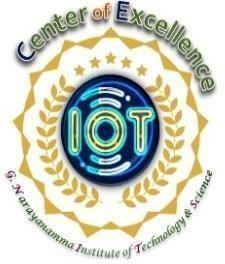 Center of Excellence
IOT
G. Narayanamma Institute of Technology & Science